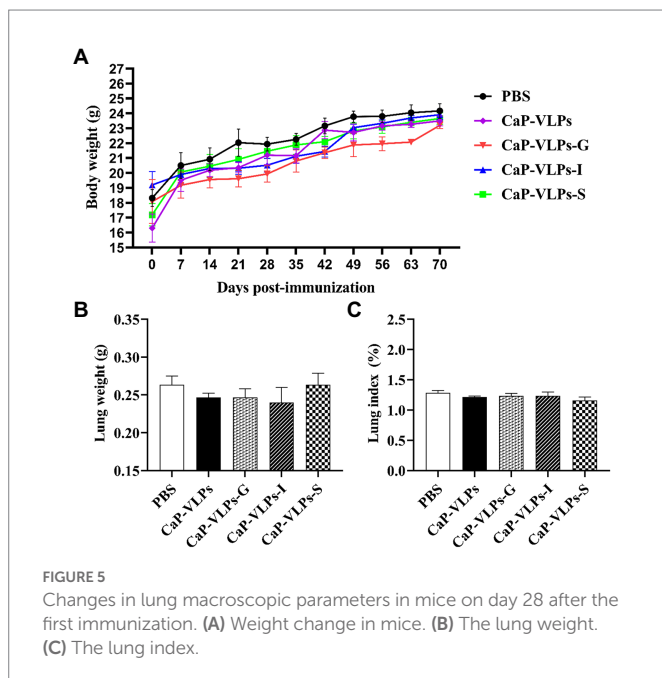 A
27
26
25
24
23
22
21
20
19
18
17
16
15
Body weight (g)
0 7 14 21 28 35 42 49 56 63 70
Days post-immunization
PBS
CaP-VLPs
CaP-VLPs-G
CaP-VLPs-I
CaP-VLPs-S
B
0.35
0.30
0.25
0.20
0.15
Lung weight (g)
PBS
CaP-VLPs
CaP-VLPs-G
CaP-VLPs-I
CaP-VLPs-S
C
2.5
2.0
1.5
1.0
0.5
0.0
Lung index (%)
PBS
CaP-VLPs
CaP-VLPs-G
CaP-VLPs-I
CaP-VLPs-S
FIGURE 5
Changes in lung macroscopic parameters in mice on day 28 after the
first immunization. (A) Weight change in mice. (B) The lung weight.
(C) The lung index.